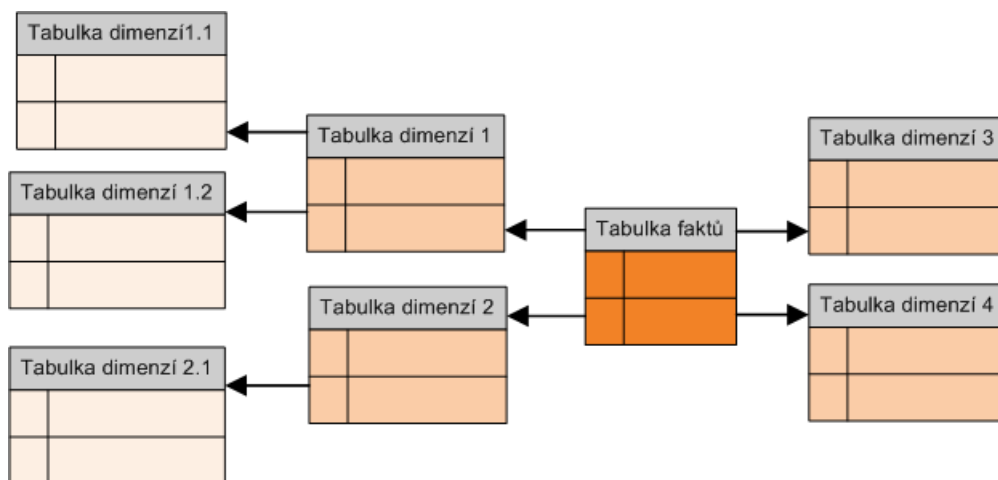 Tabulka dimenzí1.1
Tabulka dimenzí 1
Tabulka dimenzí 3
Tabulka dimenzí 1.2
Tabulka faktů
Tabulka dimenzí 2
Tabulka dimenzí 4
Tabulka dimenzí 2.1